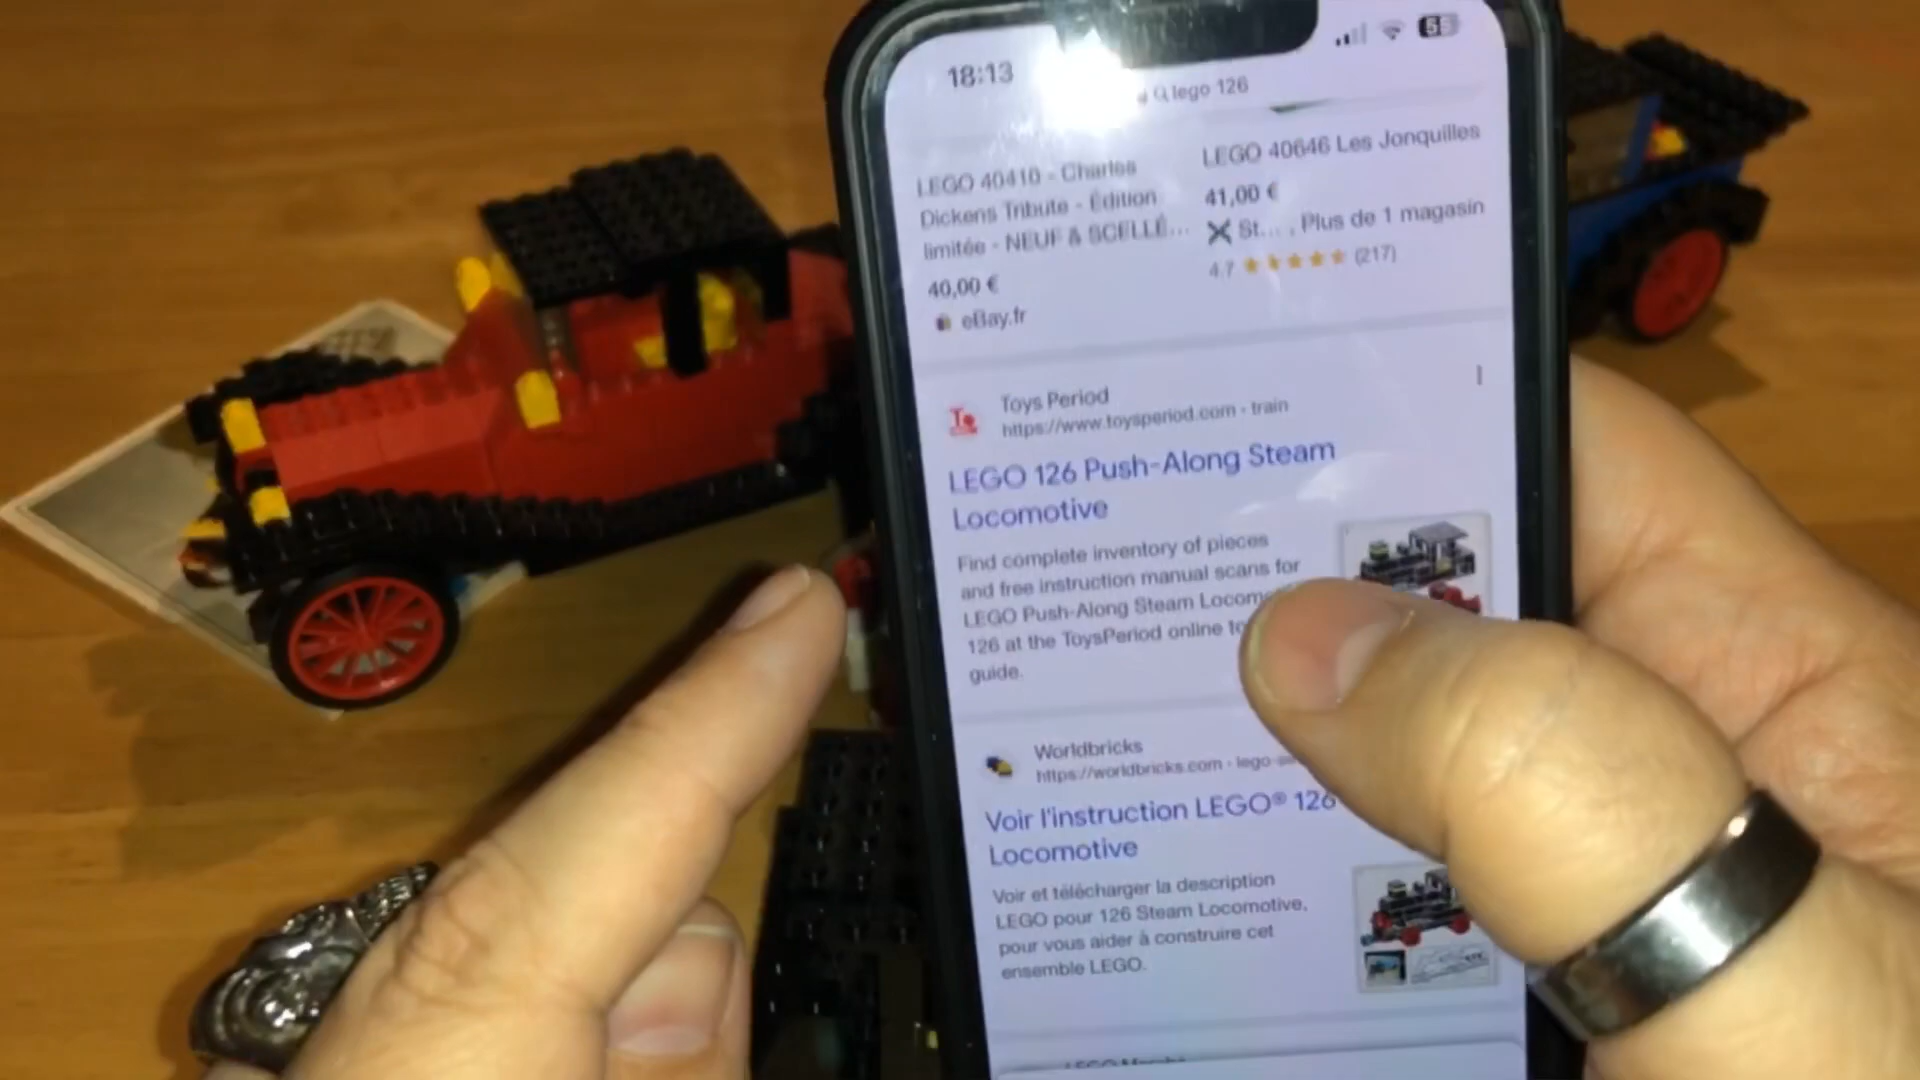 18:13
55
lego 126
LEGO 40410 - Charles
Dickens Tribute - Édition
limitée - NEUF & SCELLÉ...
40,00 €
eBay.fr
LEGO 40646 Les Jonquilles
41,00 €
St... , Plus de 1 magasin
4,7 (217)
Toys Period
https://www.toysperiod.com › train
LEGO 126 Push-Along Steam
Locomotive
Find complete inventory of pieces
and free instruction manual scans for
LEGO Push-Along Steam
126 at the ToysPeriod online
guide.
Worldbricks
https://worldbricks.com › lego
Voir l'instruction LEGO® 126
Locomotive
Voir et télécharger la description
LEGO pour 126 Steam Locomotive,
pour vous aider à construire cet
ensemble LEGO.